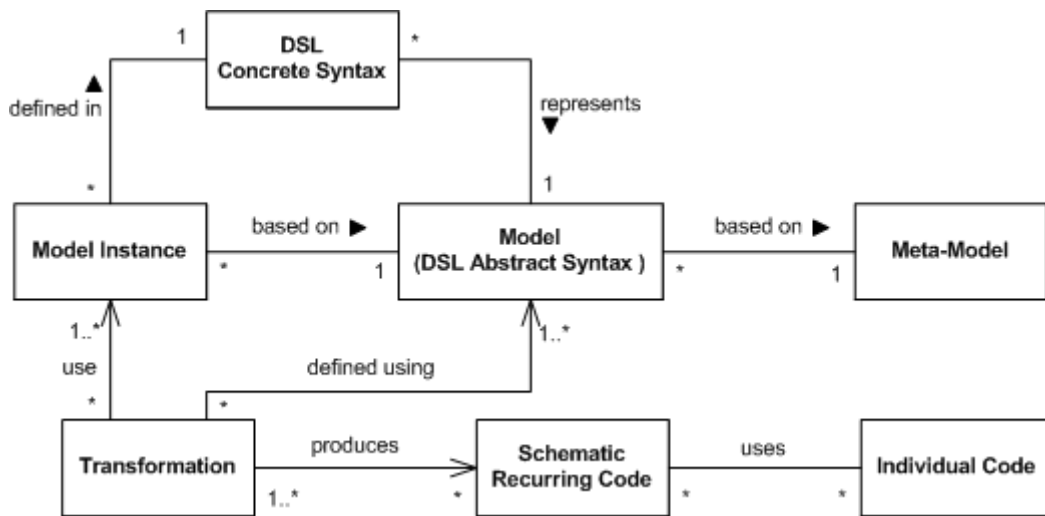 1
DSL
Concrete Syntax
*
defined in
represents
*
1
Model Instance
based on
Model
(DSL Abstract Syntax )
based on
Meta-Model
*
1
*
1
1..*
1..*
use
defined using
*
*
Transformation
produces
Schematic
Recurring Code
uses
Individual Code
1..*
*
*
*